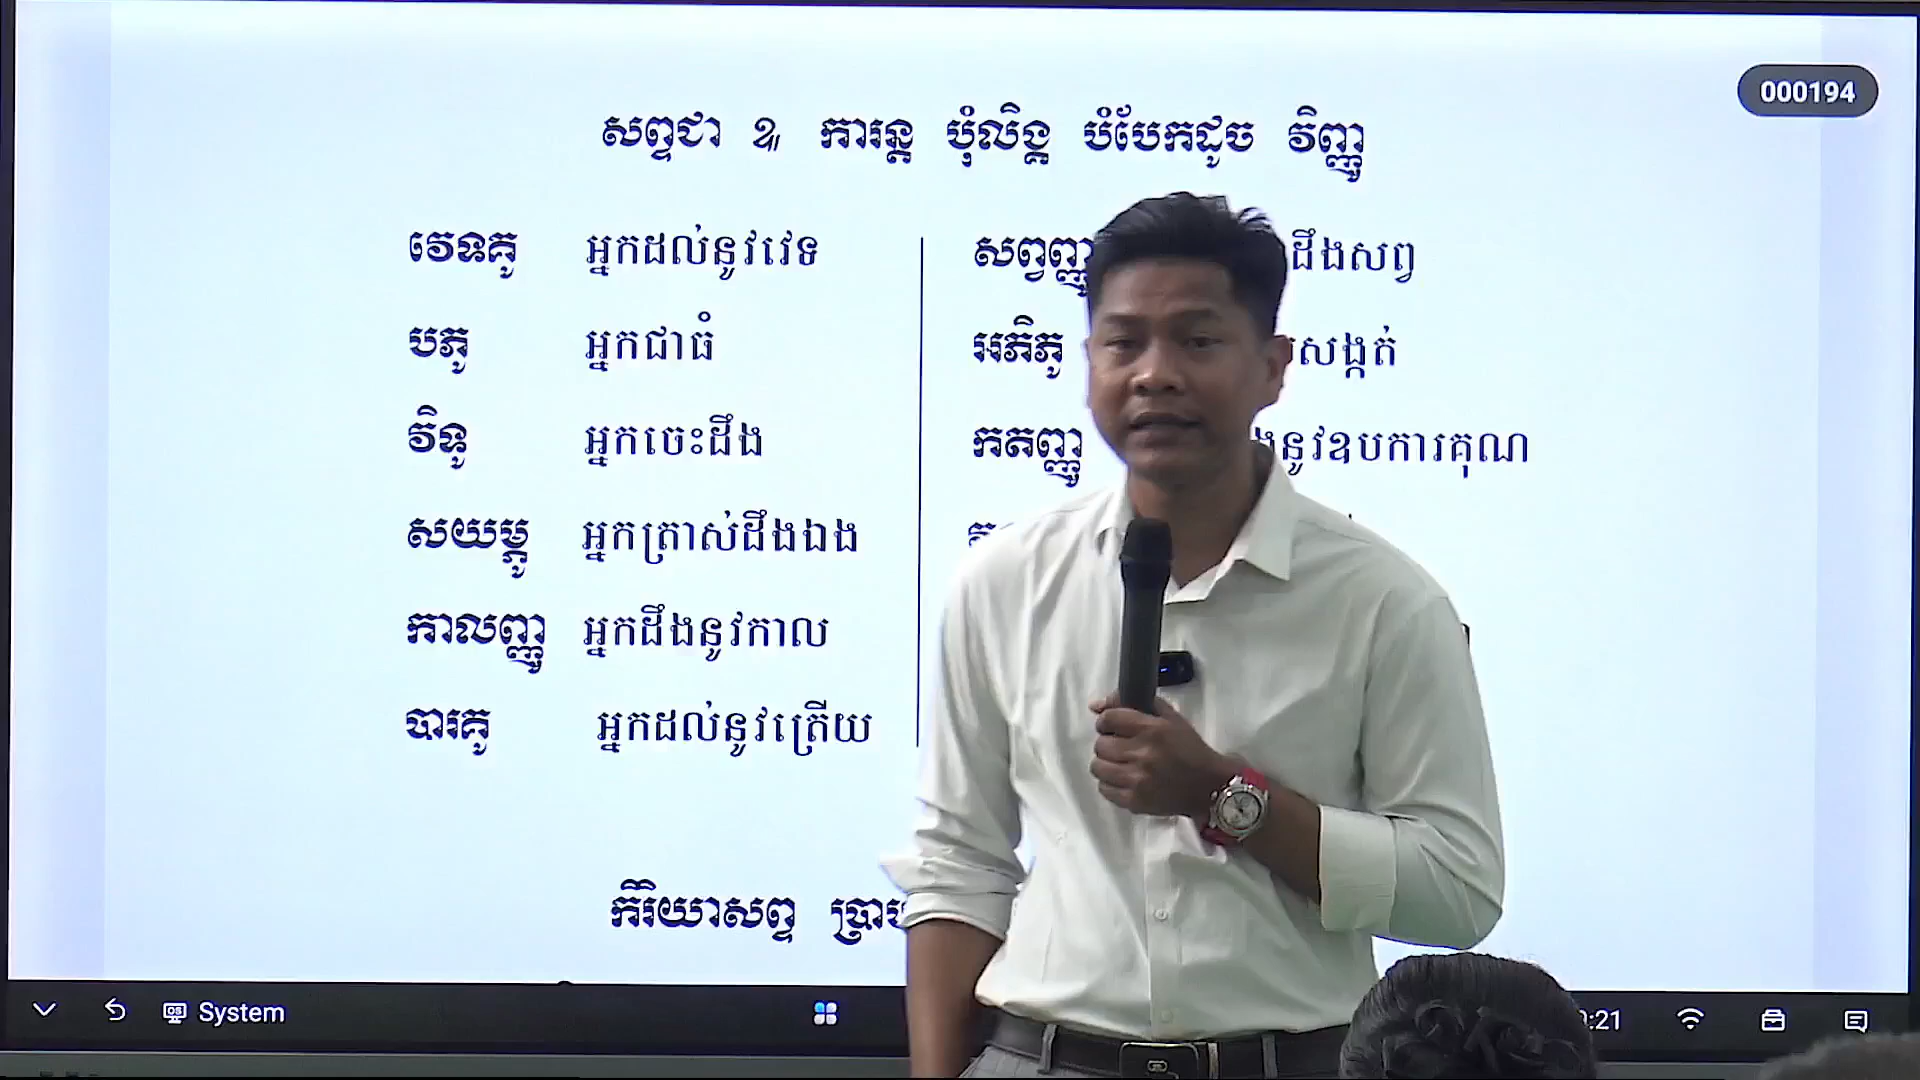 000194
សព្ទជា ឩ ការន្ត បុំលិង្គ បំបែកដូច វិញ្ញូ
វេទគូ អ្នកដល់នូវវេទ
បភូ អ្នកជាធំ
វិទូ អ្នកចេះដឹង
សយម្ភូ អ្នកត្រាស់ដឹងឯង
កាលញ្ញូ អ្នកដឹងនូវកាល
បារគូ អ្នកដល់នូវត្រើយ
សព្វញ្ញូ ដឹងសព្វ
អភិភូ សង្កត់
កតញ្ញូ នូវឧបការគុណ
កិរិយាសព្ទ
System
:21